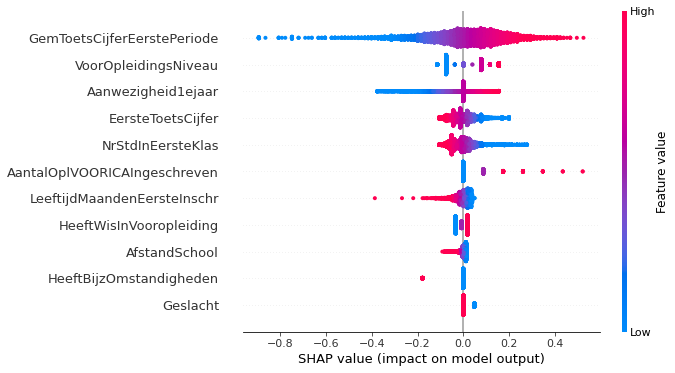 High
GemToetsCijferEerstePeriode
VoorOpleidingsNiveau
Aanwezigheid1ejaar
EersteToetsCijfer
NrStdInEersteKlas
AantalOplVOORICAIngeschreven
LeeftijdMaandenEersteInschr
HeeftWisInVooropleiding
AfstandSchool
HeeftBijzOmstandigheden
Geslacht
Feature value
Low
−0.8 −0.6 −0.4 −0.2 0.0 0.2 0.4
SHAP value (impact on model output)